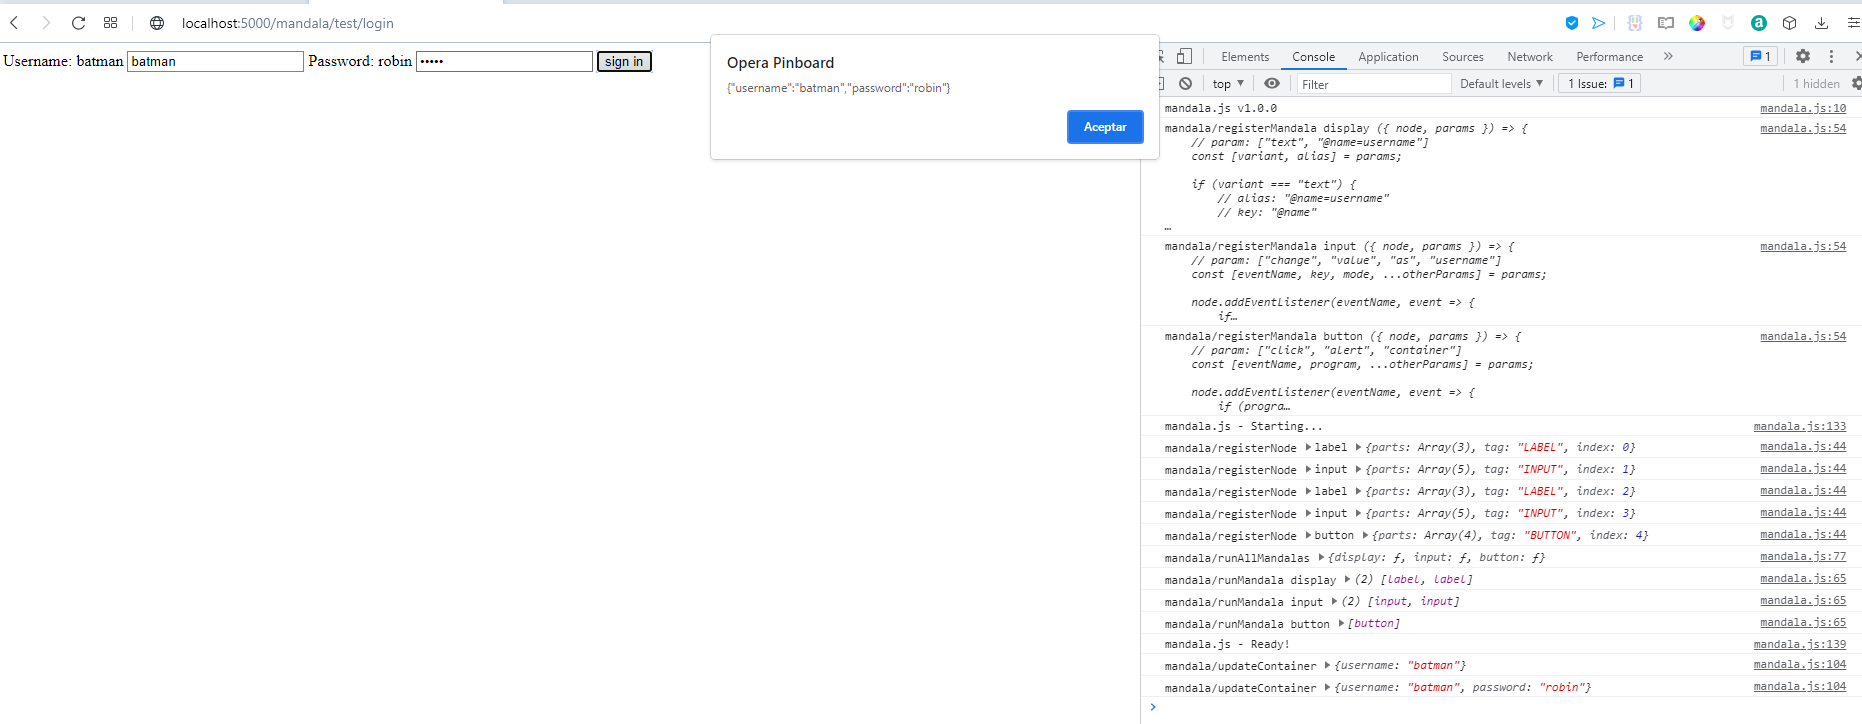 localhost:5000/mandala/test/login
Username: batman batman Password: robin ••••• sign in
Opera Pinboard
{"username":"batman","password":"robin"}
Aceptar
Elements Console Application Sources Network Performance » 1
top ▼ Filter Default levels ▼ 1 Issue: 1 1 hidden
mandala.js v1.0.0 mandala.js:10
mandala/registerMandala display ({ node, params }) => { mandala.js:54
// param: ["text", "@name=username"]
const [variant, alias] = params;
if (variant === "text") {
// alias: "@name=username"
// key: "@name"
…
mandala/registerMandala input ({ node, params }) => { mandala.js:54
// param: ["change", "value", "as", "username"]
const [eventName, key, mode, ...otherParams] = params;
node.addEventListener(eventName, event => {
if…
mandala/registerMandala button ({ node, params }) => { mandala.js:54
// param: ["click", "alert", "container"]
const [eventName, program, ...otherParams] = params;
node.addEventListener(eventName, event => {
if (progra…
mandala.js - Starting... mandala.js:133
mandala/registerNode ▶label ▶{parts: Array(3), tag: "LABEL", index: 0} mandala.js:44
mandala/registerNode ▶input ▶{parts: Array(5), tag: "INPUT", index: 1} mandala.js:44
mandala/registerNode ▶label ▶{parts: Array(3), tag: "LABEL", index: 2} mandala.js:44
mandala/registerNode ▶input ▶{parts: Array(5), tag: "INPUT", index: 3} mandala.js:44
mandala/registerNode ▶button ▶{parts: Array(4), tag: "BUTTON", index: 4} mandala.js:44
mandala/runAllMandalas ▶{display: ƒ, input: ƒ, button: ƒ} mandala.js:77
mandala/runMandala display ▶(2) [label, label] mandala.js:65
mandala/runMandala input ▶(2) [input, input] mandala.js:65
mandala/runMandala button ▶[button] mandala.js:65
mandala.js - Ready! mandala.js:139
mandala/updateContainer ▶{username: "batman"} mandala.js:104
mandala/updateContainer ▶{username: "batman", password: "robin"} mandala.js:104